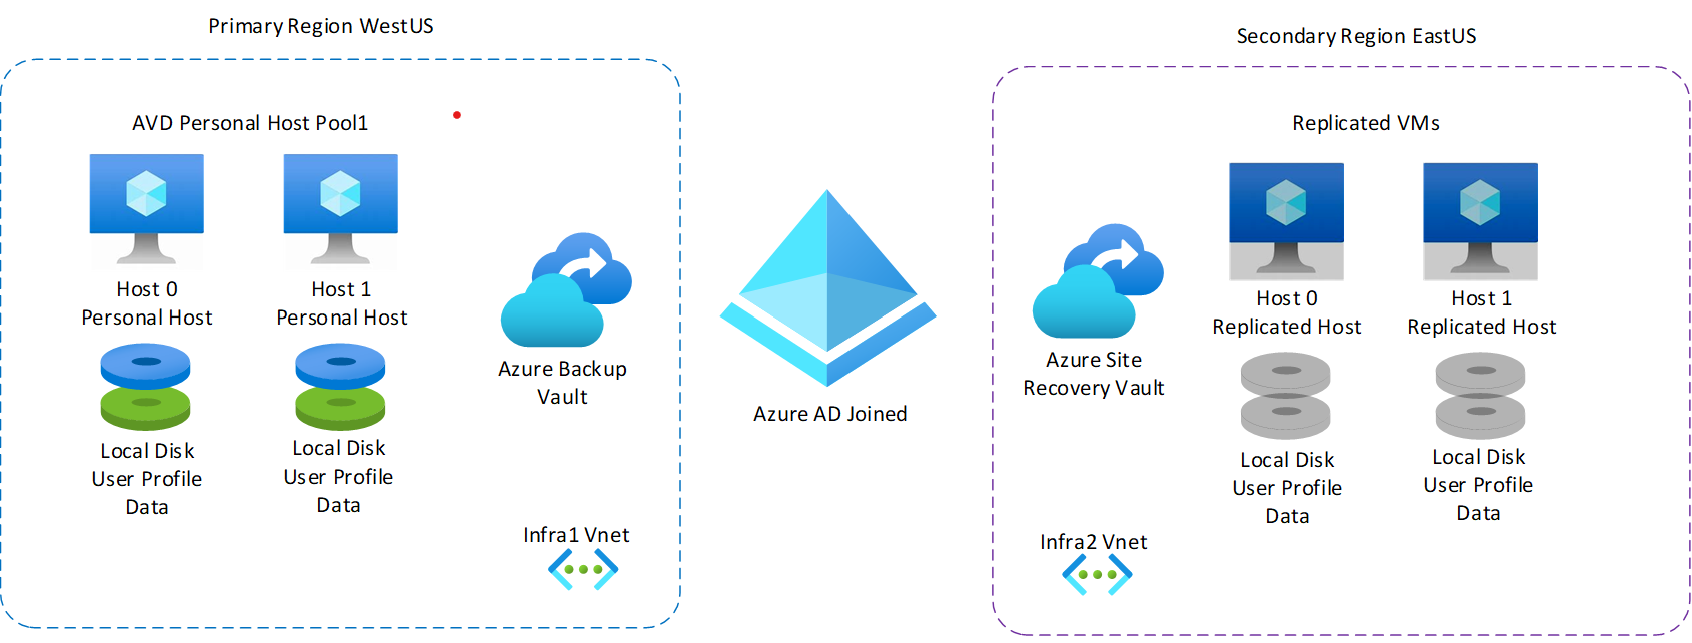 Primary Region WestUS
AVD Personal Host Pool1
Host 0
Personal Host
Host 1
Personal Host
Local Disk
User Profile
Data
Local Disk
User Profile
Data
Azure Backup
Vault
Infra1 Vnet
Azure AD Joined
Secondary Region EastUS
Replicated VMs
Azure Site
Recovery Vault
Host 0
Replicated Host
Host 1
Replicated Host
Local Disk
User Profile
Data
Local Disk
User Profile
Data
Infra2 Vnet